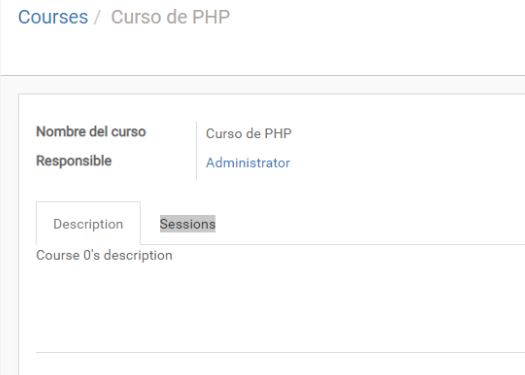 Courses / Curso de PHP
Nombre del curso Curso de PHP
Responsible Administrator
Description Sessions
Course 0's description